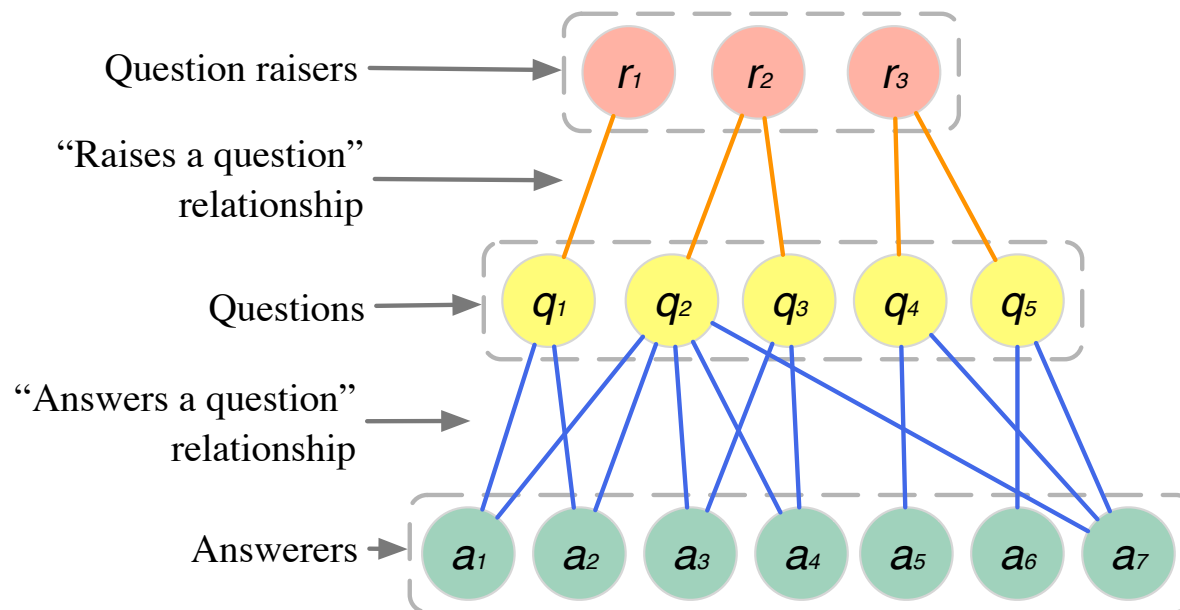 Question raisers
r1 r2 r3
“Raises a question”
relationship
Questions
q1 q2 q3 q4 q5
“Answers a question”
relationship
Answerers
a1 a2 a3 a4 a5 a6 a7